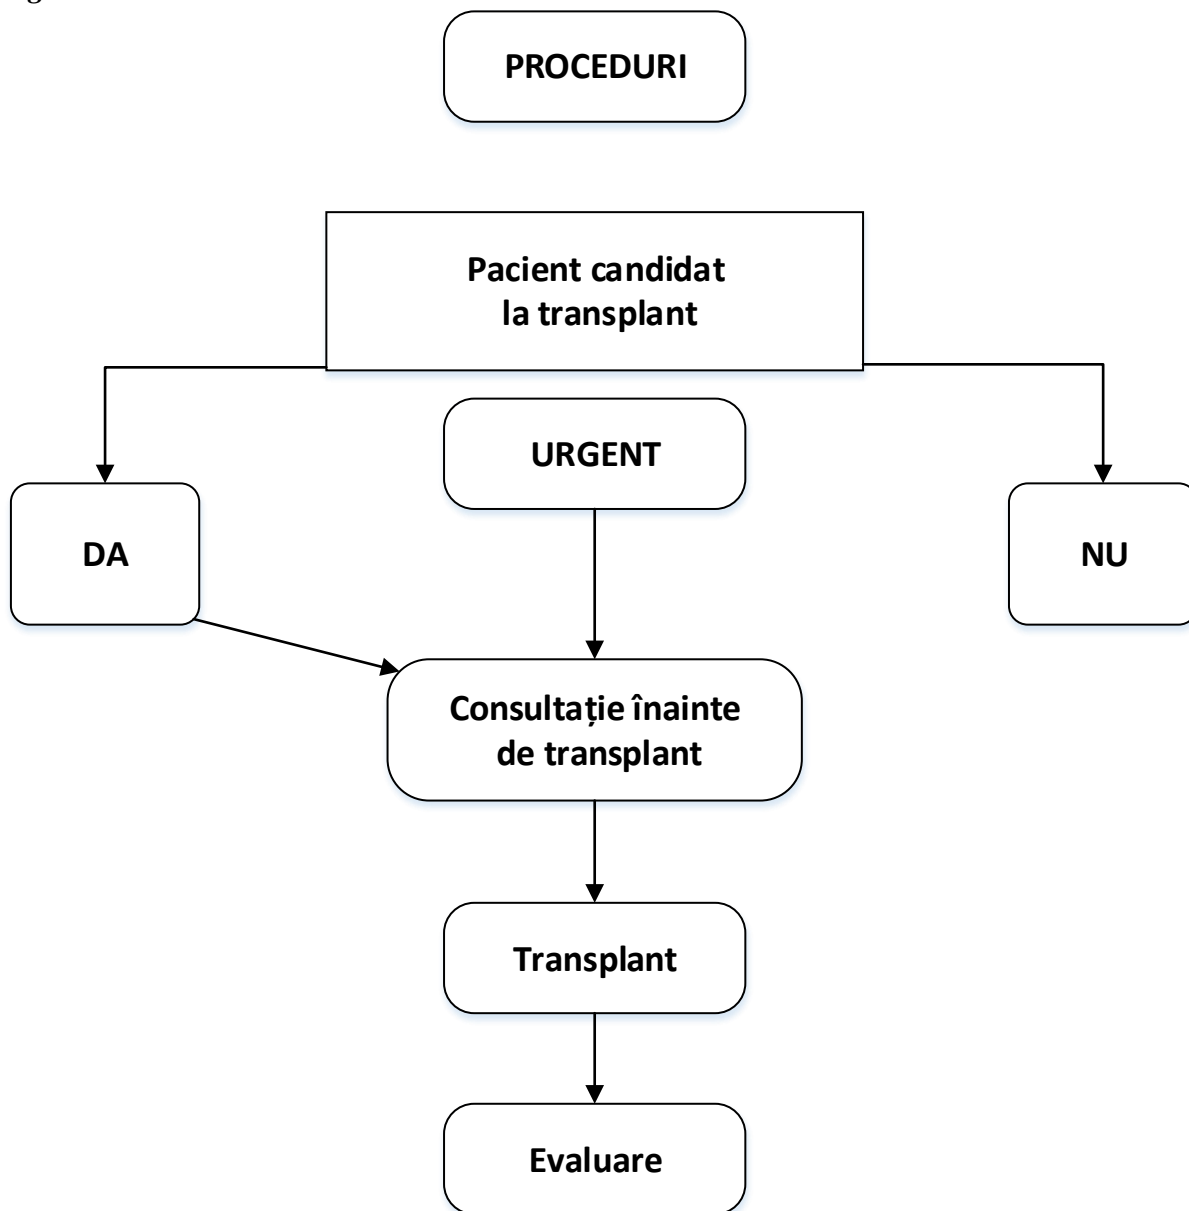 PROCEDURI
Pacient candidat
la transplant
URGENT
DA
NU
Consultație înainte
de transplant
Transplant
Evaluare